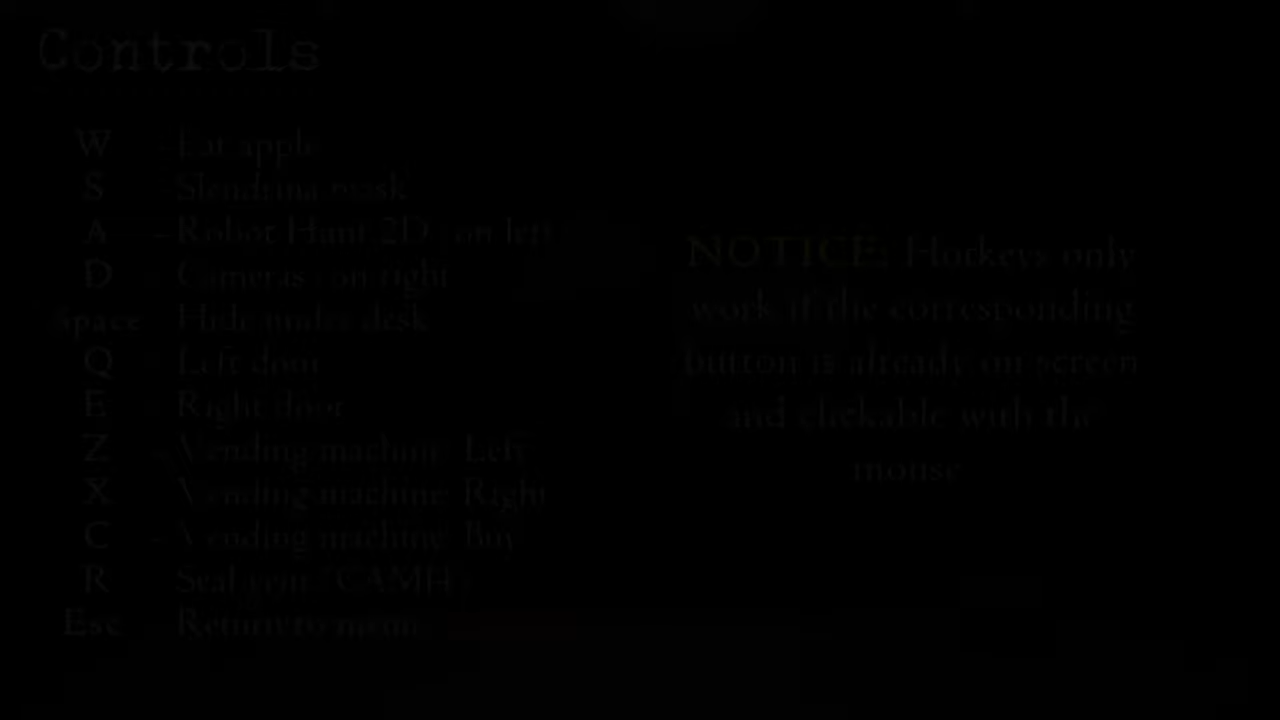 Controls
W - Eat apple
S - Slendrina mask
A - Robot Hunt 2D on left
D - Cameras on right
Space - Hide under desk
Q - Left door
E - Right door
Z - Vending machine: Left
X - Vending machine: Right
C - Vending machine: Buy
R - Seal vent (CAM
Esc - Return to menu
NOTICE: Hotkeys only
work if the corresponding
button is already on screen
and clickable with the
mouse